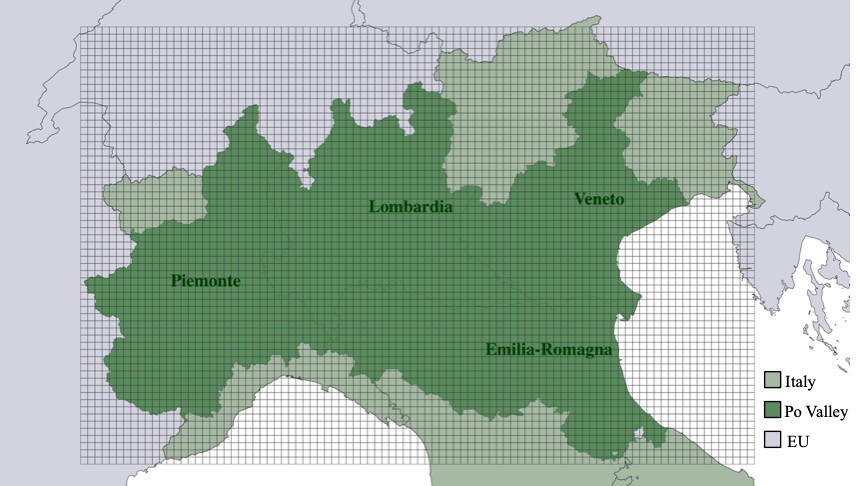 Lombardia
Veneto
Piemonte
Emilia-Romagna
Italy
Po Valley
EU